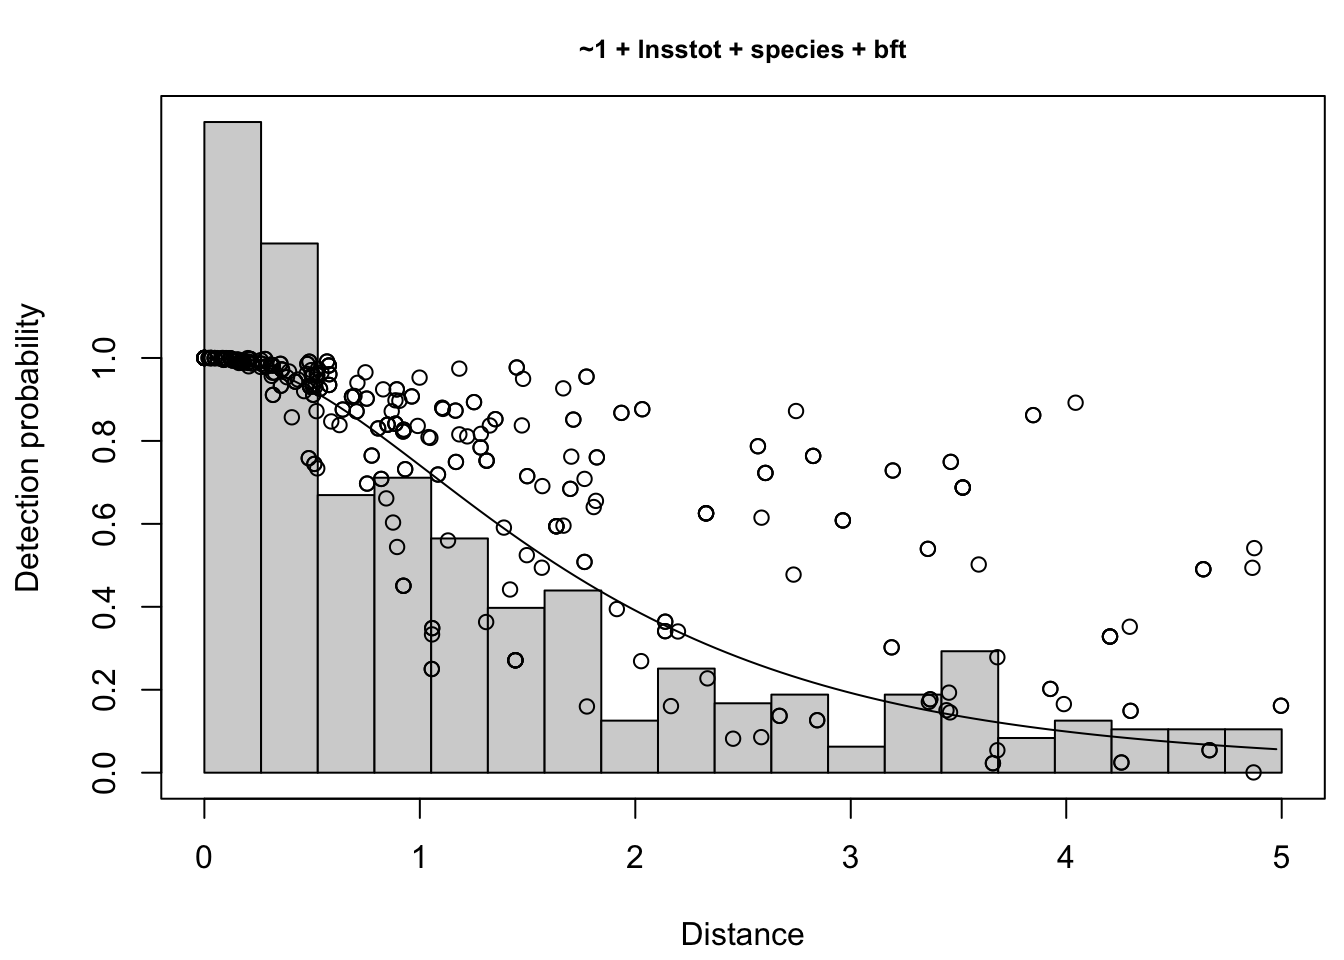 ~1 + lnsstot + species + bft
Detection probability
1.0
0.8
0.6
0.4
0.2
0.0
0 1 2 3 4 5
Distance